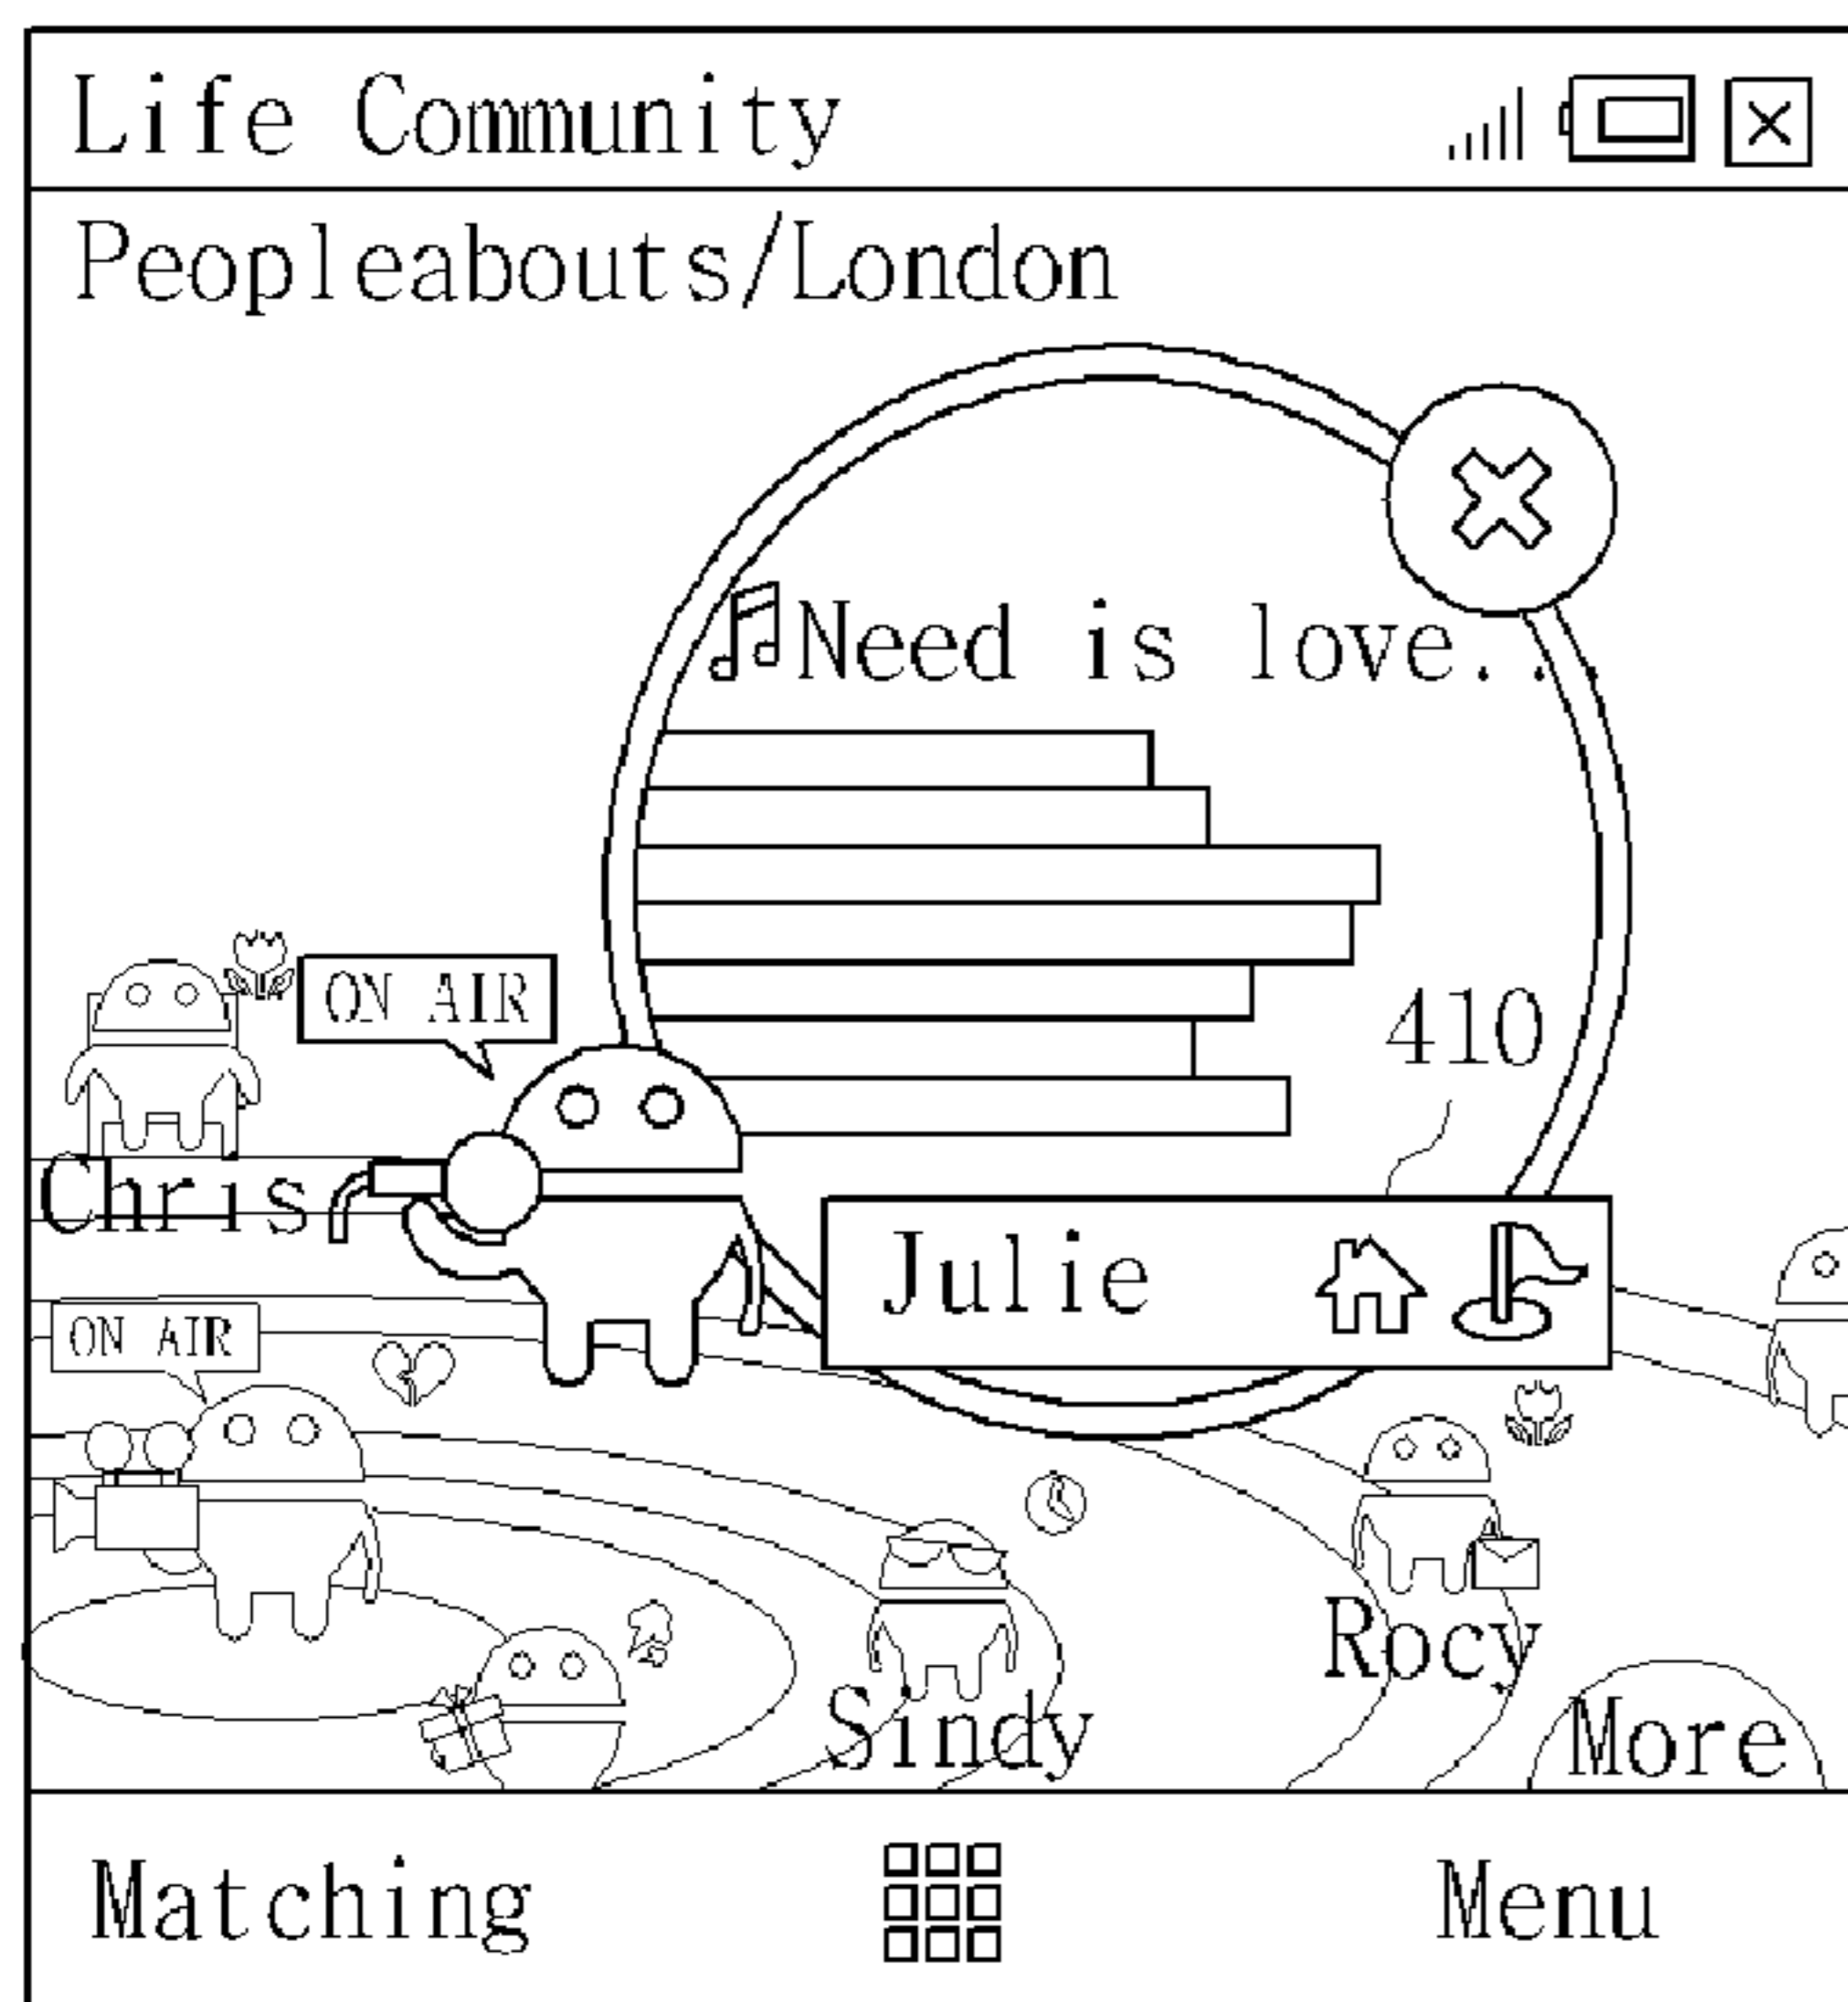 Life Community
Peopleabouts/London
Need is love...
ON AIR
410
Chris
Julie
ON AIR
Rocy
Sindy
More
Matching
Menu